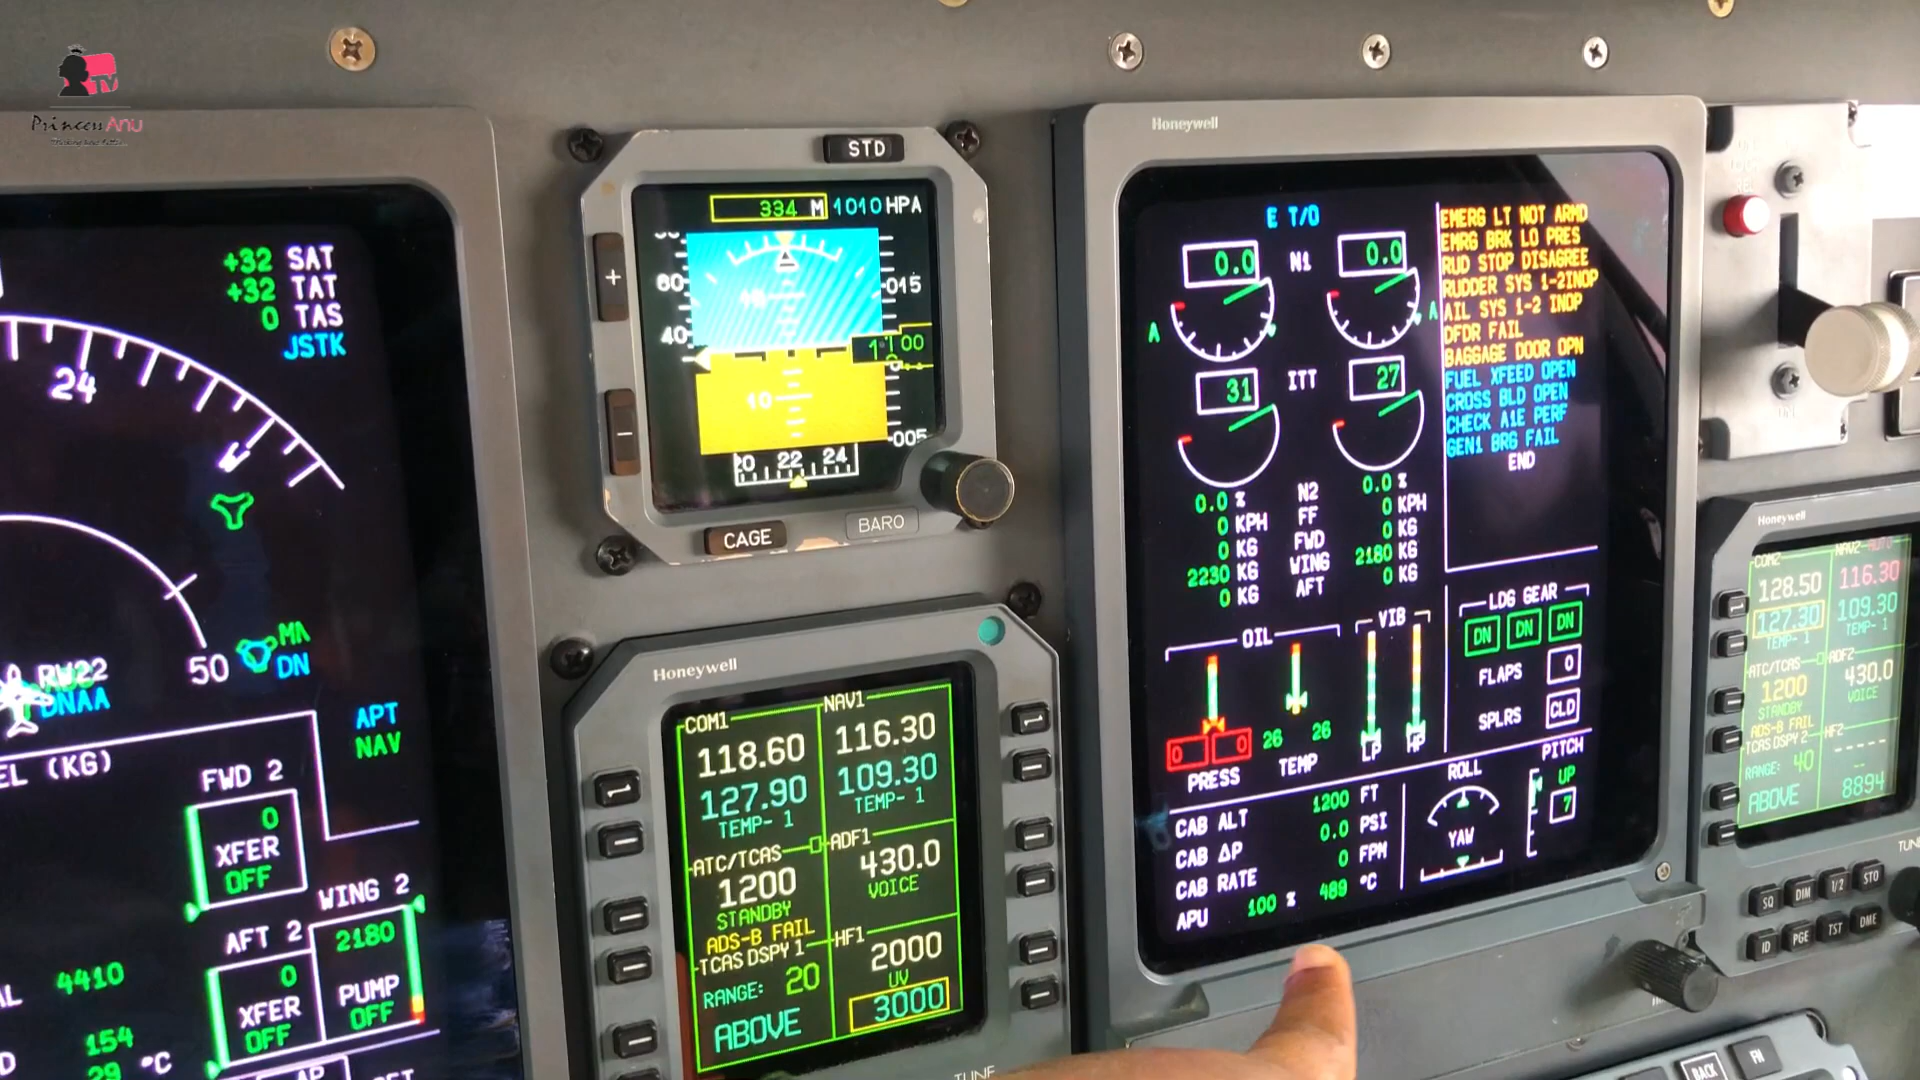 TV
PrincessAnu
+32 SAT
+32 TAT
0 TAS
JSTK
24
50
MA
DN
RW22
DNAA
APT
NAV
(KG)
FWD 2
0
XFER
OFF
WING 2
2180
PUMP
OFF
AFT 2
0
XFER
OFF
4410
154
29 °C
STD
334 M 1010 HPA
60
40
015
00
10
005
22 24
CAGE
BARO
Honeywell
COM1
118.60
127.90
TEMP- 1
NAV1
116.30
109.30
TEMP- 1
ATC/TCAS
1200
STANDBY
ADS-B FAIL
ADF1
430.0
VOICE
TCAS DSPY 1
RANGE: 20
ABOVE
HF1
2000
UV
3000
TUNE
Honeywell
E T/O
0.0 N1 0.0
A A
31 ITT 27
0.0 % N2 0.0 %
0 KPH FF 0 KPH
0 KG FWD 0 KG
2230 KG WING 2180 KG
0 KG AFT 0 KG
EMERG LT NOT ARMD
EMRG BRK LO PRES
RUD STOP DISAGREE
RUDDER SYS 1-2INOP
AIL SYS 1-2 INOP
DFDR FAIL
BAGGAGE DOOR OPN
FUEL XFEED OPEN
CROSS BLD OPEN
CHECK A1E PERF
GEN1 BRG FAIL
END
OIL
VIB
0 0
26 26
PRESS TEMP
LP HP
LDG GEAR
DN DN DN
FLAPS 0
SPLRS CLD
CAB ALT 1200 FT
CAB ΔP 0.0 PSI
CAB RATE 0 FPM
APU 100 % 489 °C
ROLL
YAW
PITCH
UP
7
Honeywell
COM2
128.50
127.30
TEMP- 1
NAV2 AUTO
116.30
109.30
TEMP- 1
ATC/TCAS
1200
STANDBY
ADS-B FAIL
ADF2
430.0
VOICE
TCAS DSPY 2
RANGE: 40
ABOVE
HF2
8894
TUNE
SQ DIM 1/2 STO
ID PGE TST DME
BACK